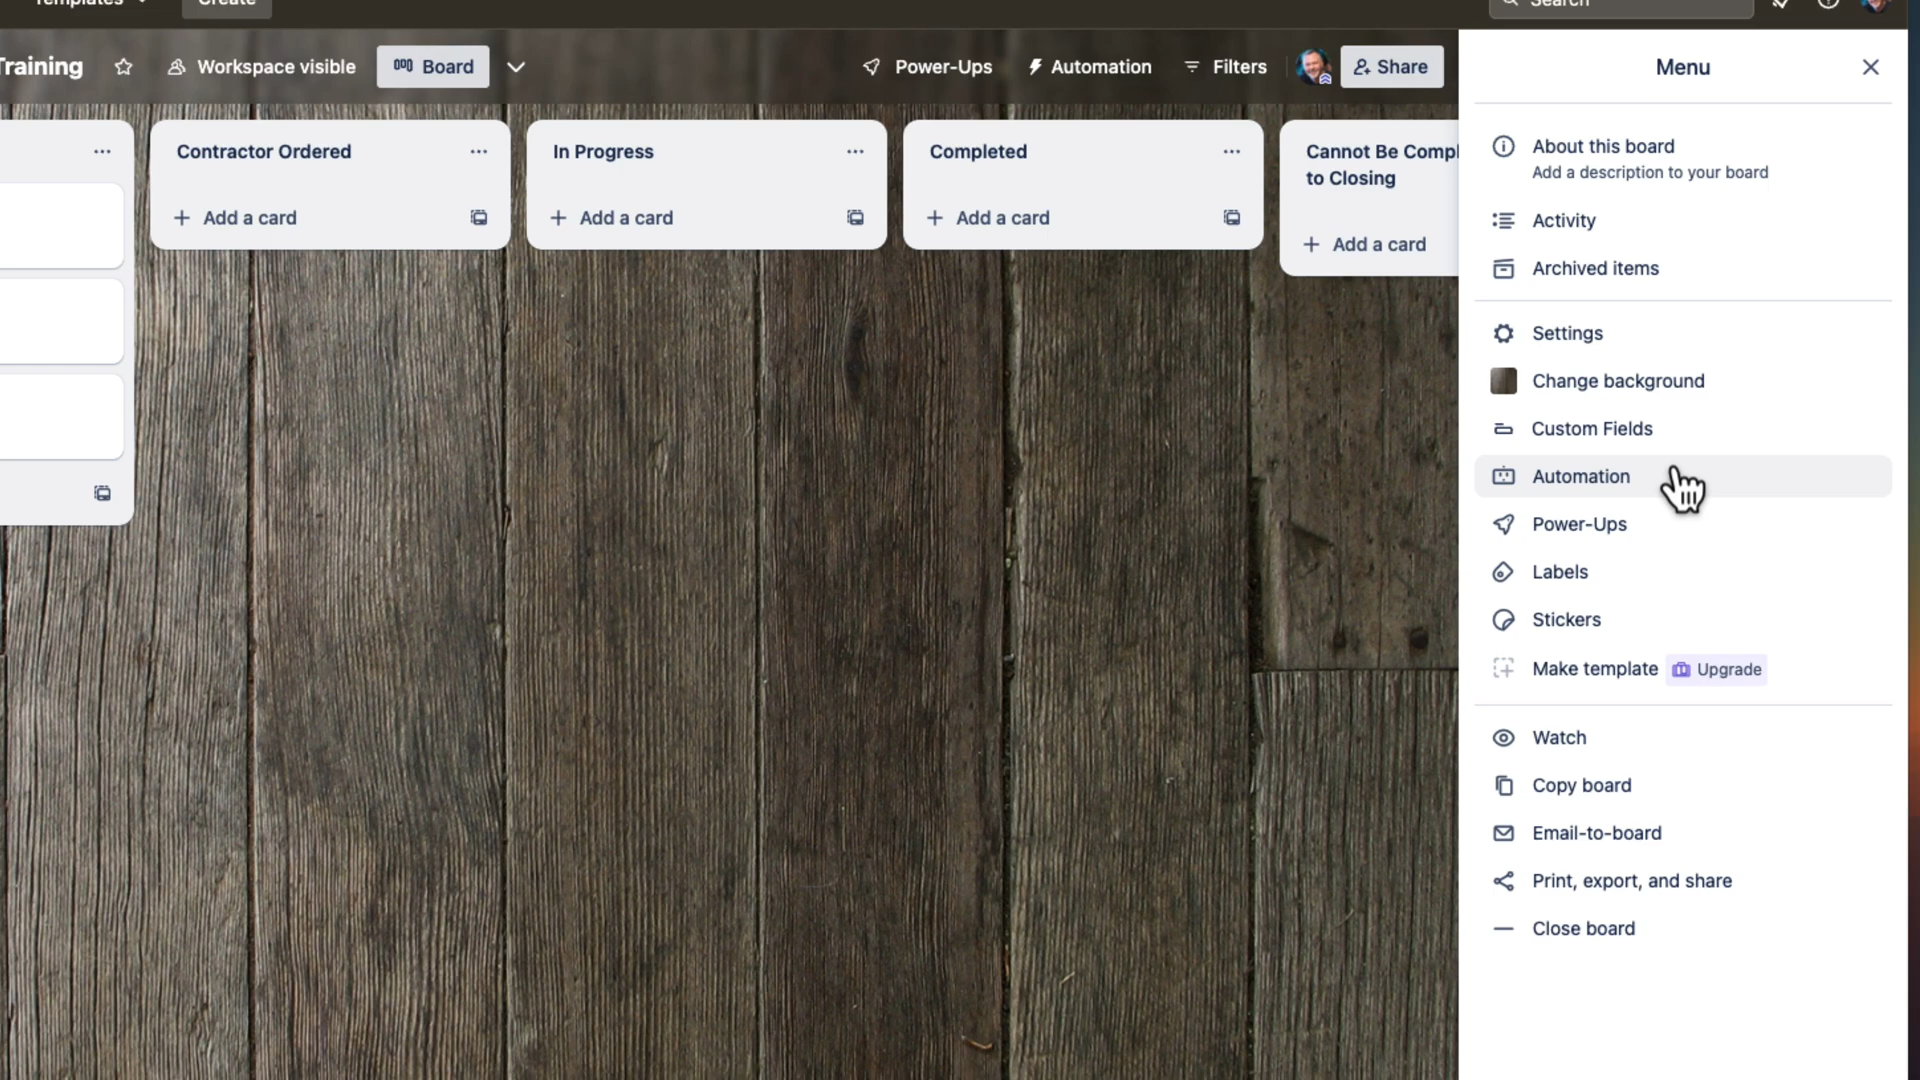 Templates
Create
Search
Training
Workspace visible
Board
Power-Ups
Automation
Filters
Share
Contractor Ordered
Add a card
In Progress
Add a card
Completed
Add a card
Cannot Be Compl
to Closing
Add a card
Menu
About this board
Add a description to your board
Activity
Archived items
Settings
Change background
Custom Fields
Automation
Power-Ups
Labels
Stickers
Make template
Upgrade
Watch
Copy board
Email-to-board
Print, export, and share
Close board